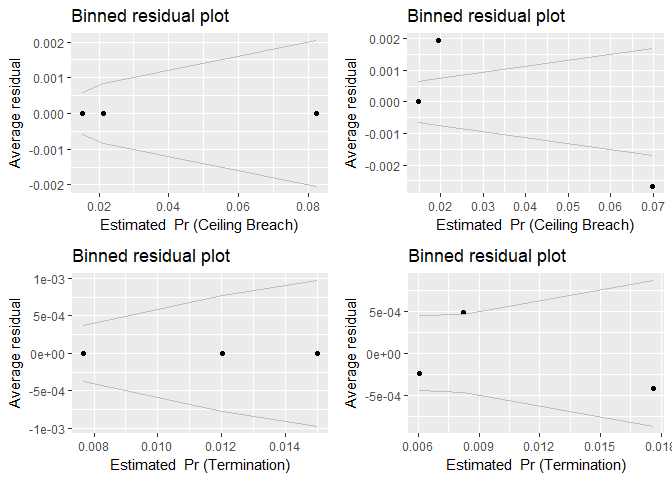 Binned residual plot
Average residual
0.002
0.001
0.000
-0.001
-0.002
0.02
0.04
0.06
0.08
Estimated Pr (Ceiling Breach)
Binned residual plot
Average residual
0.002
0.001
0.000
-0.001
-0.002
0.02
0.03
0.04
0.05
0.06
0.07
Estimated Pr (Ceiling Breach)
Binned residual plot
Average residual
1e-03
5e-04
0e+00
-5e-04
-1e-03
0.008
0.010
0.012
0.014
Estimated Pr (Termination)
Binned residual plot
Average residual
5e-04
0e+00
-5e-04
0.006
0.009
0.012
0.015
0.018
Estimated Pr (Termination)